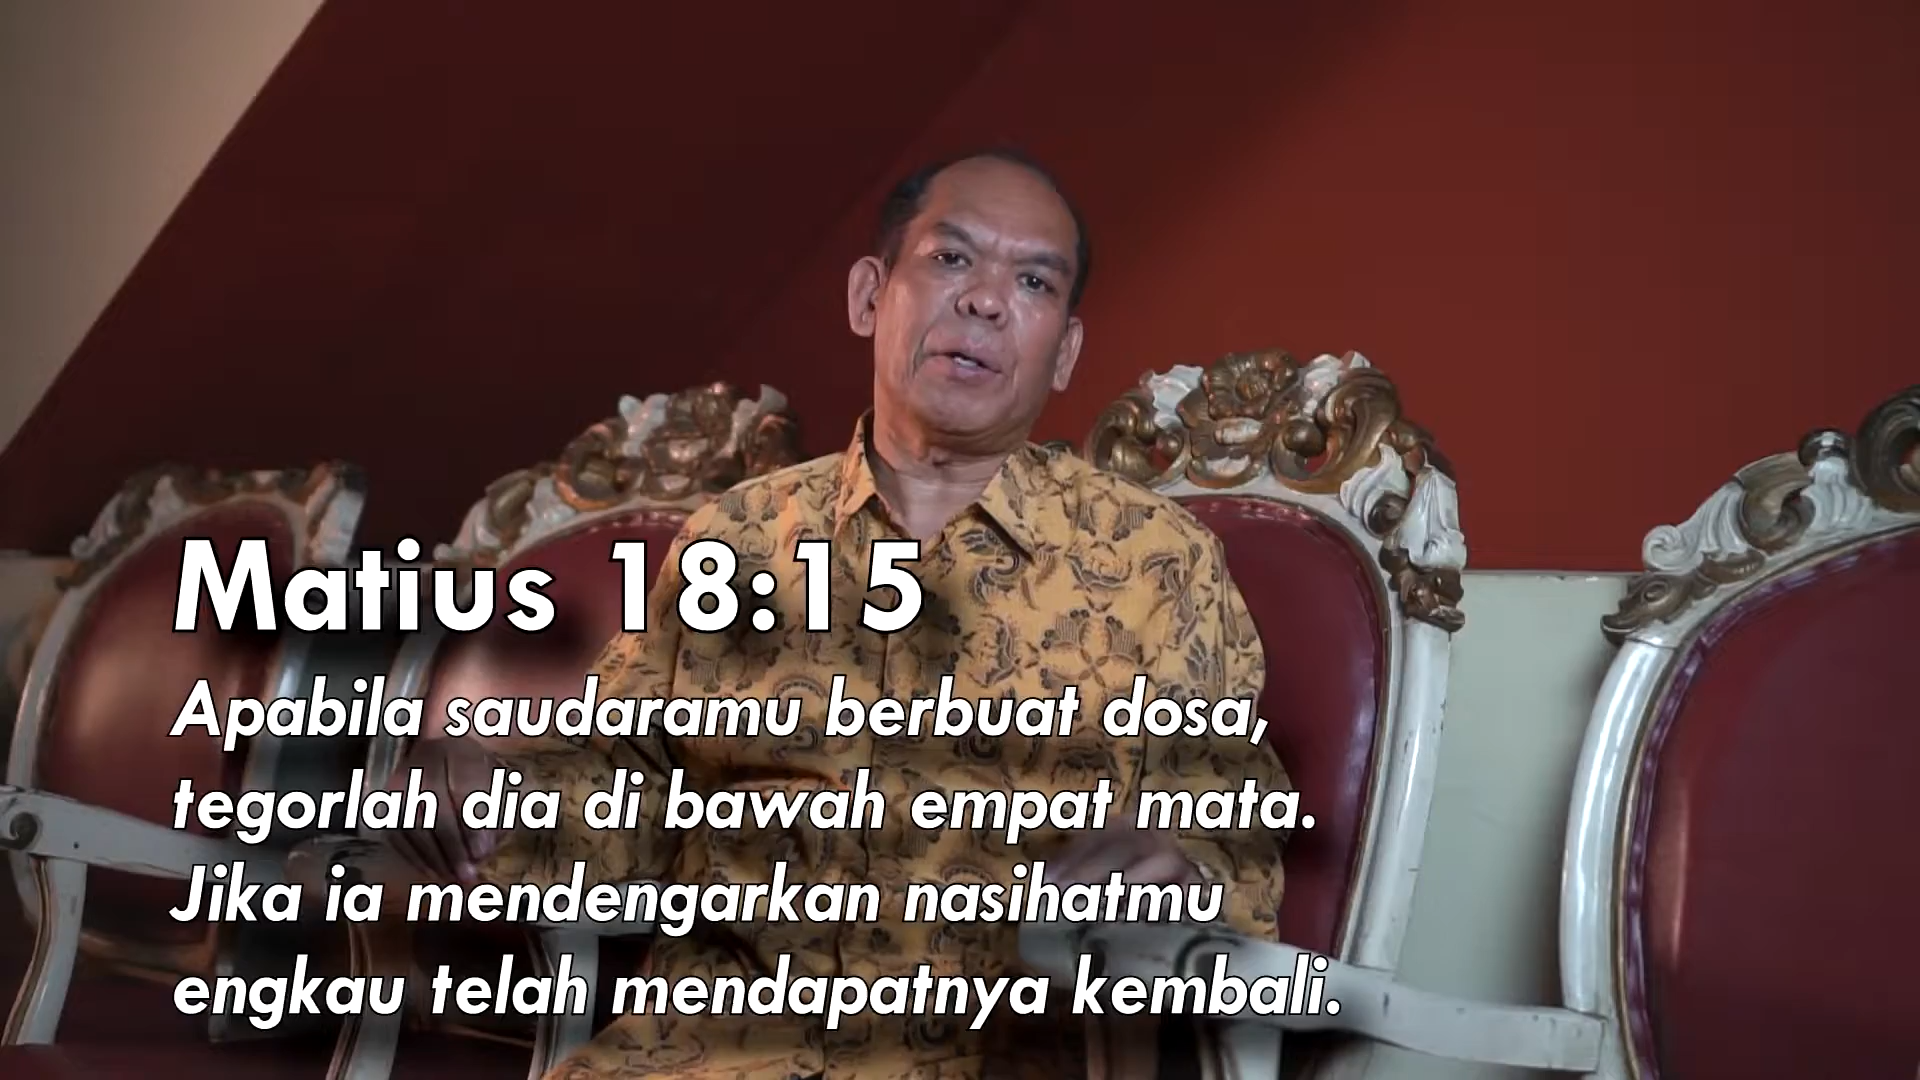 Matius 18:15
Apabila saudaramu berbuat dosa,
tegorlah dia di bawah empat mata.
Jika ia mendengarkan nasihatmu
engkau telah mendapatnya kembali.